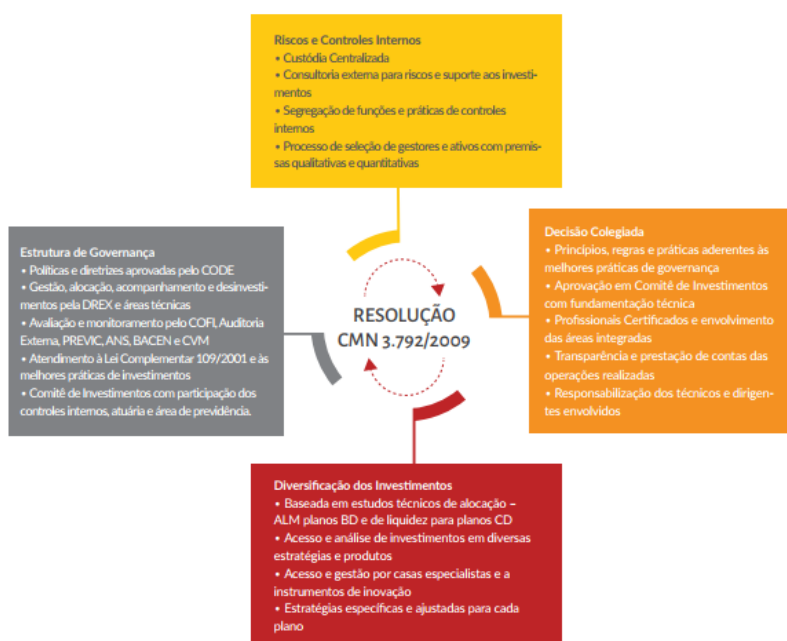 Riscos e Controles Internos
• Custódia Centralizada
• Consultoria externa para riscos e suporte aos investi-
mentos
• Segregação de funções e práticas de controles
internos
• Processo de seleção de gestores e ativos com premis-
sas qualitativas e quantitativas
Estrutura de Governança
• Políticas e diretrizes aprovadas pelo CODE
• Gestão, alocação, acompanhamento e desinvesti-
mentos pela DREX e áreas técnicas
• Avaliação e monitoramento pelo COFI, Auditoria
Externa, PREVIC, ANS, BACEN e CVM
• Atendimento à Lei Complementar 109/2001 e às
melhores práticas de investimentos
• Comitê de Investimentos com participação dos
controles internos, atuária e área de previdência.
RESOLUÇÃO
CMN 3.792/2009
Decisão Colegiada
• Princípios, regras e práticas aderentes às
melhores práticas de governança
• Aprovação em Comitê de Investimentos
com fundamentação técnica
• Profissionais Certificados e envolvimento
das áreas integradas
• Transparência e prestação de contas das
operações realizadas
• Responsabilização dos técnicos e dirigen-
tes envolvidos
Diversificação dos Investimentos
• Baseada em estudos técnicos de alocação –
ALM planos BD e de liquidez para planos CD
• Acesso e análise de investimentos em diversas
estratégias e produtos
• Acesso e gestão por casas especialistas e a
instrumentos de inovação
• Estratégias específicas e ajustadas para cada
plano